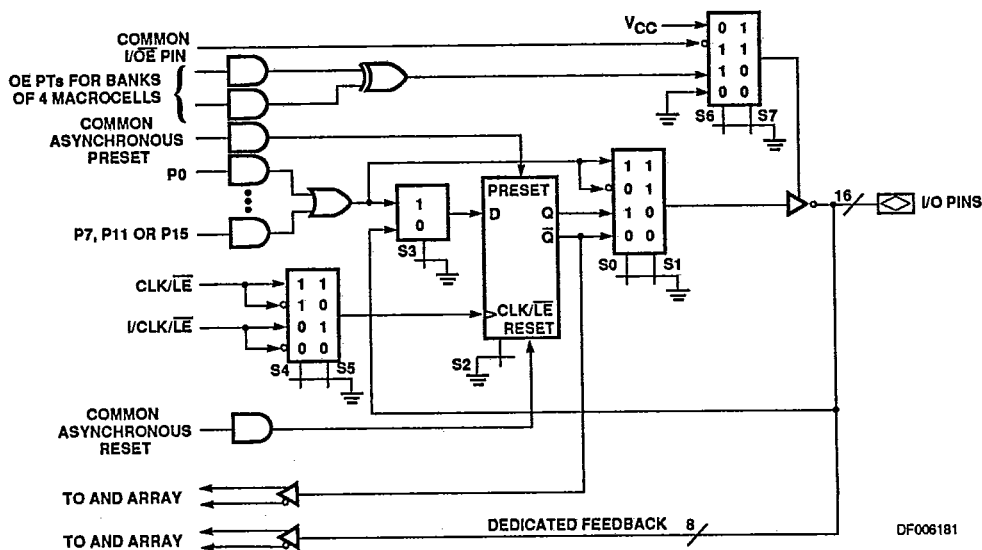 COMMON
I/OE PIN
OE PTs FOR BANKS
OF 4 MACROCELLS
COMMON
ASYNCHRONOUS
PRESET
P0
P7, P11 OR P15
CLK/LE
I/CLK/LE
COMMON
ASYNCHRONOUS
RESET
TO AND ARRAY
TO AND ARRAY
VCC
0 1
1 1
1 0
0 0
S6 S7
1
0
S3
PRESET
D Q
Q
CLK/LE
RESET
S2
1 1
0 1
1 0
0 0
S0 S1
1 1
1 0
0 1
0 0
S4 S5
16
I/O PINS
DEDICATED FEEDBACK 8
DF006181